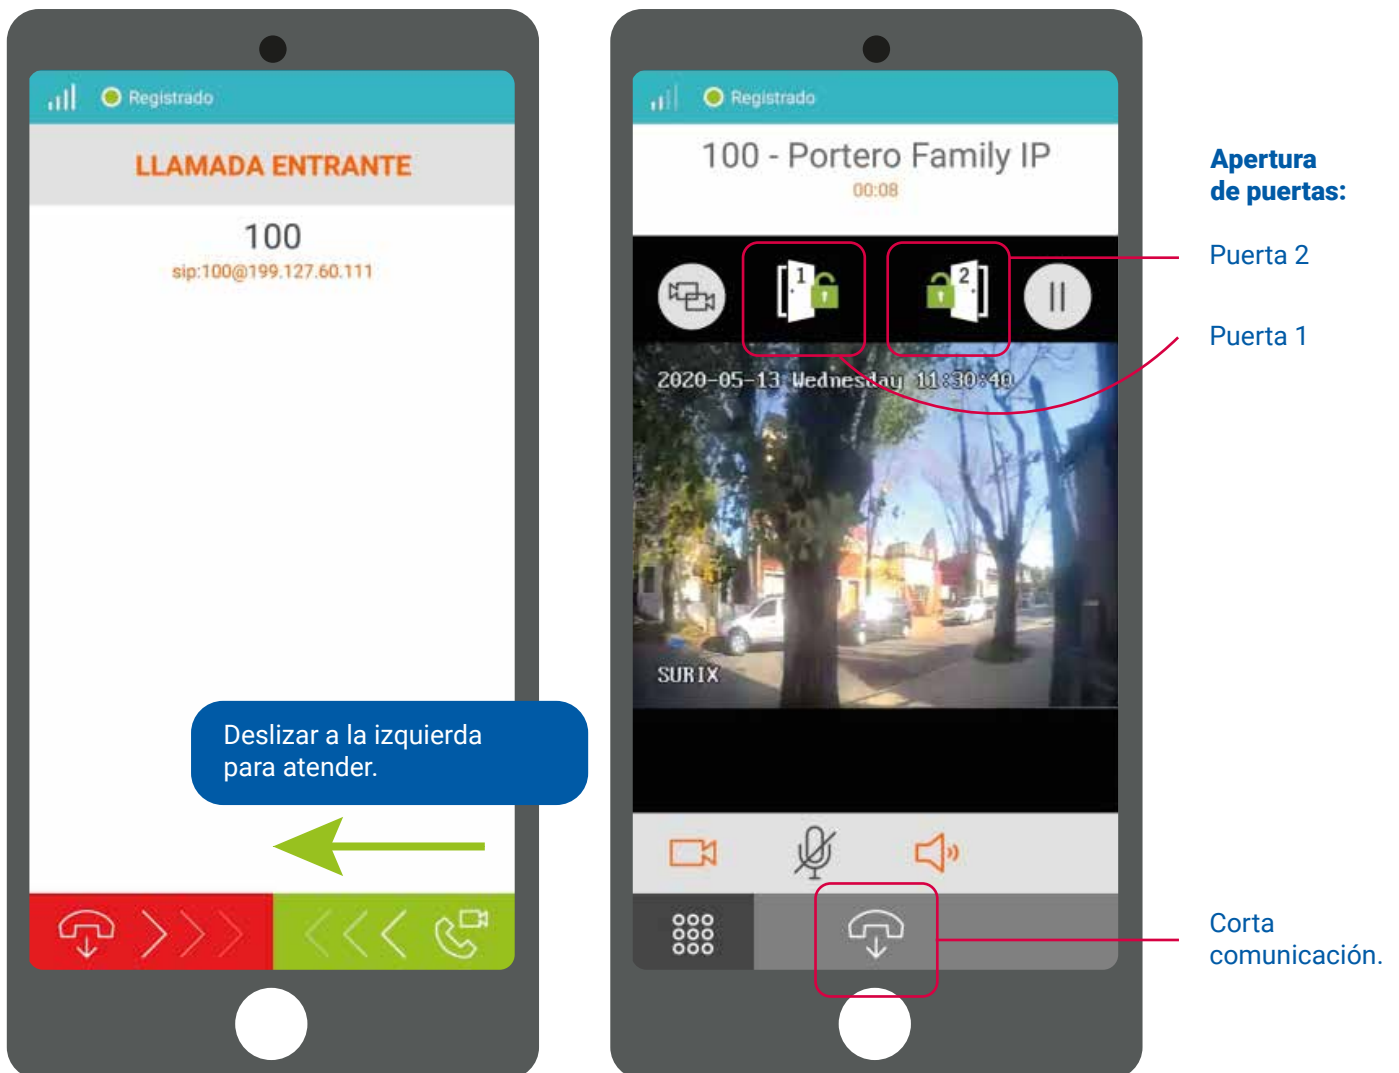 Registrado
LLAMADA ENTRANTE
100
sip:100@199.127.60.111
Deslizar a la izquierda
para atender.
Registrado
100 - Portero Family IP
00:08
1
2
2020-05-13 Wednesday 11:30:40
SURIX
Apertura
de puertas:
Puerta 2
Puerta 1
Corta
comunicación.